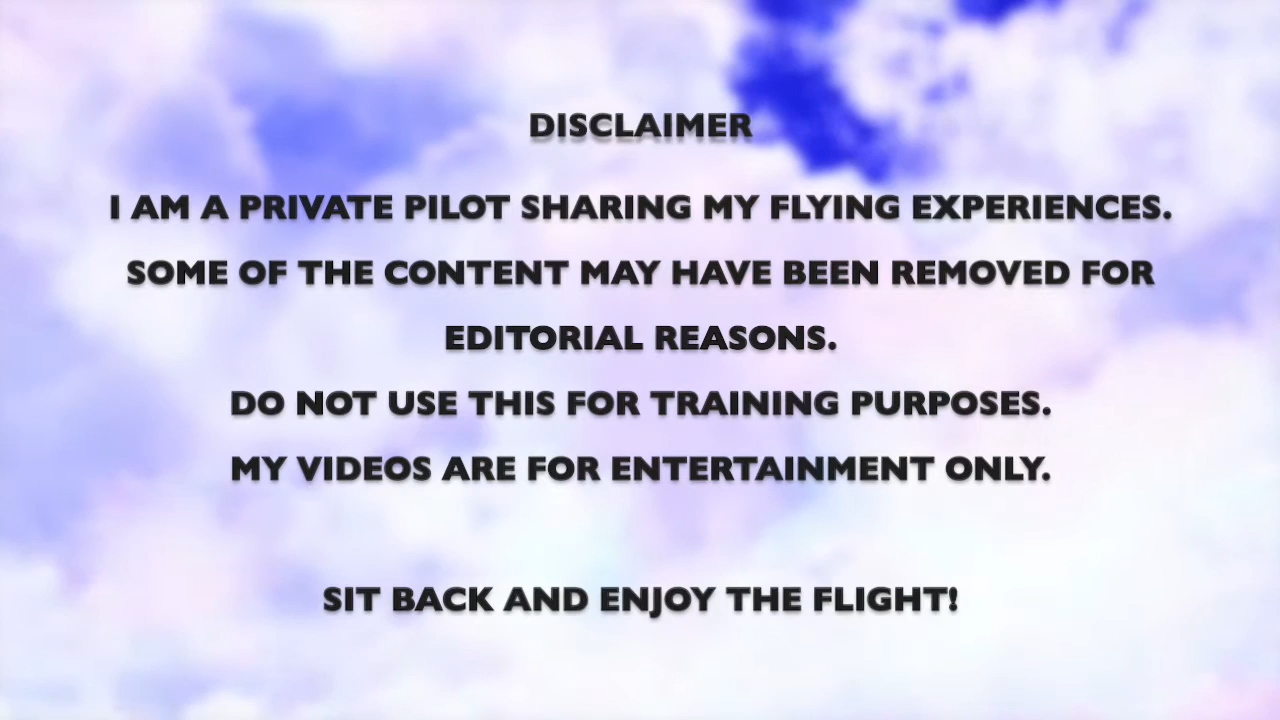 DISCLAIMER
I AM A PRIVATE PILOT SHARING MY FLYING EXPERIENCES.
SOME OF THE CONTENT MAY HAVE BEEN REMOVED FOR
EDITORIAL REASONS.
DO NOT USE THIS FOR TRAINING PURPOSES.
MY VIDEOS ARE FOR ENTERTAINMENT ONLY.
SIT BACK AND ENJOY THE FLIGHT!